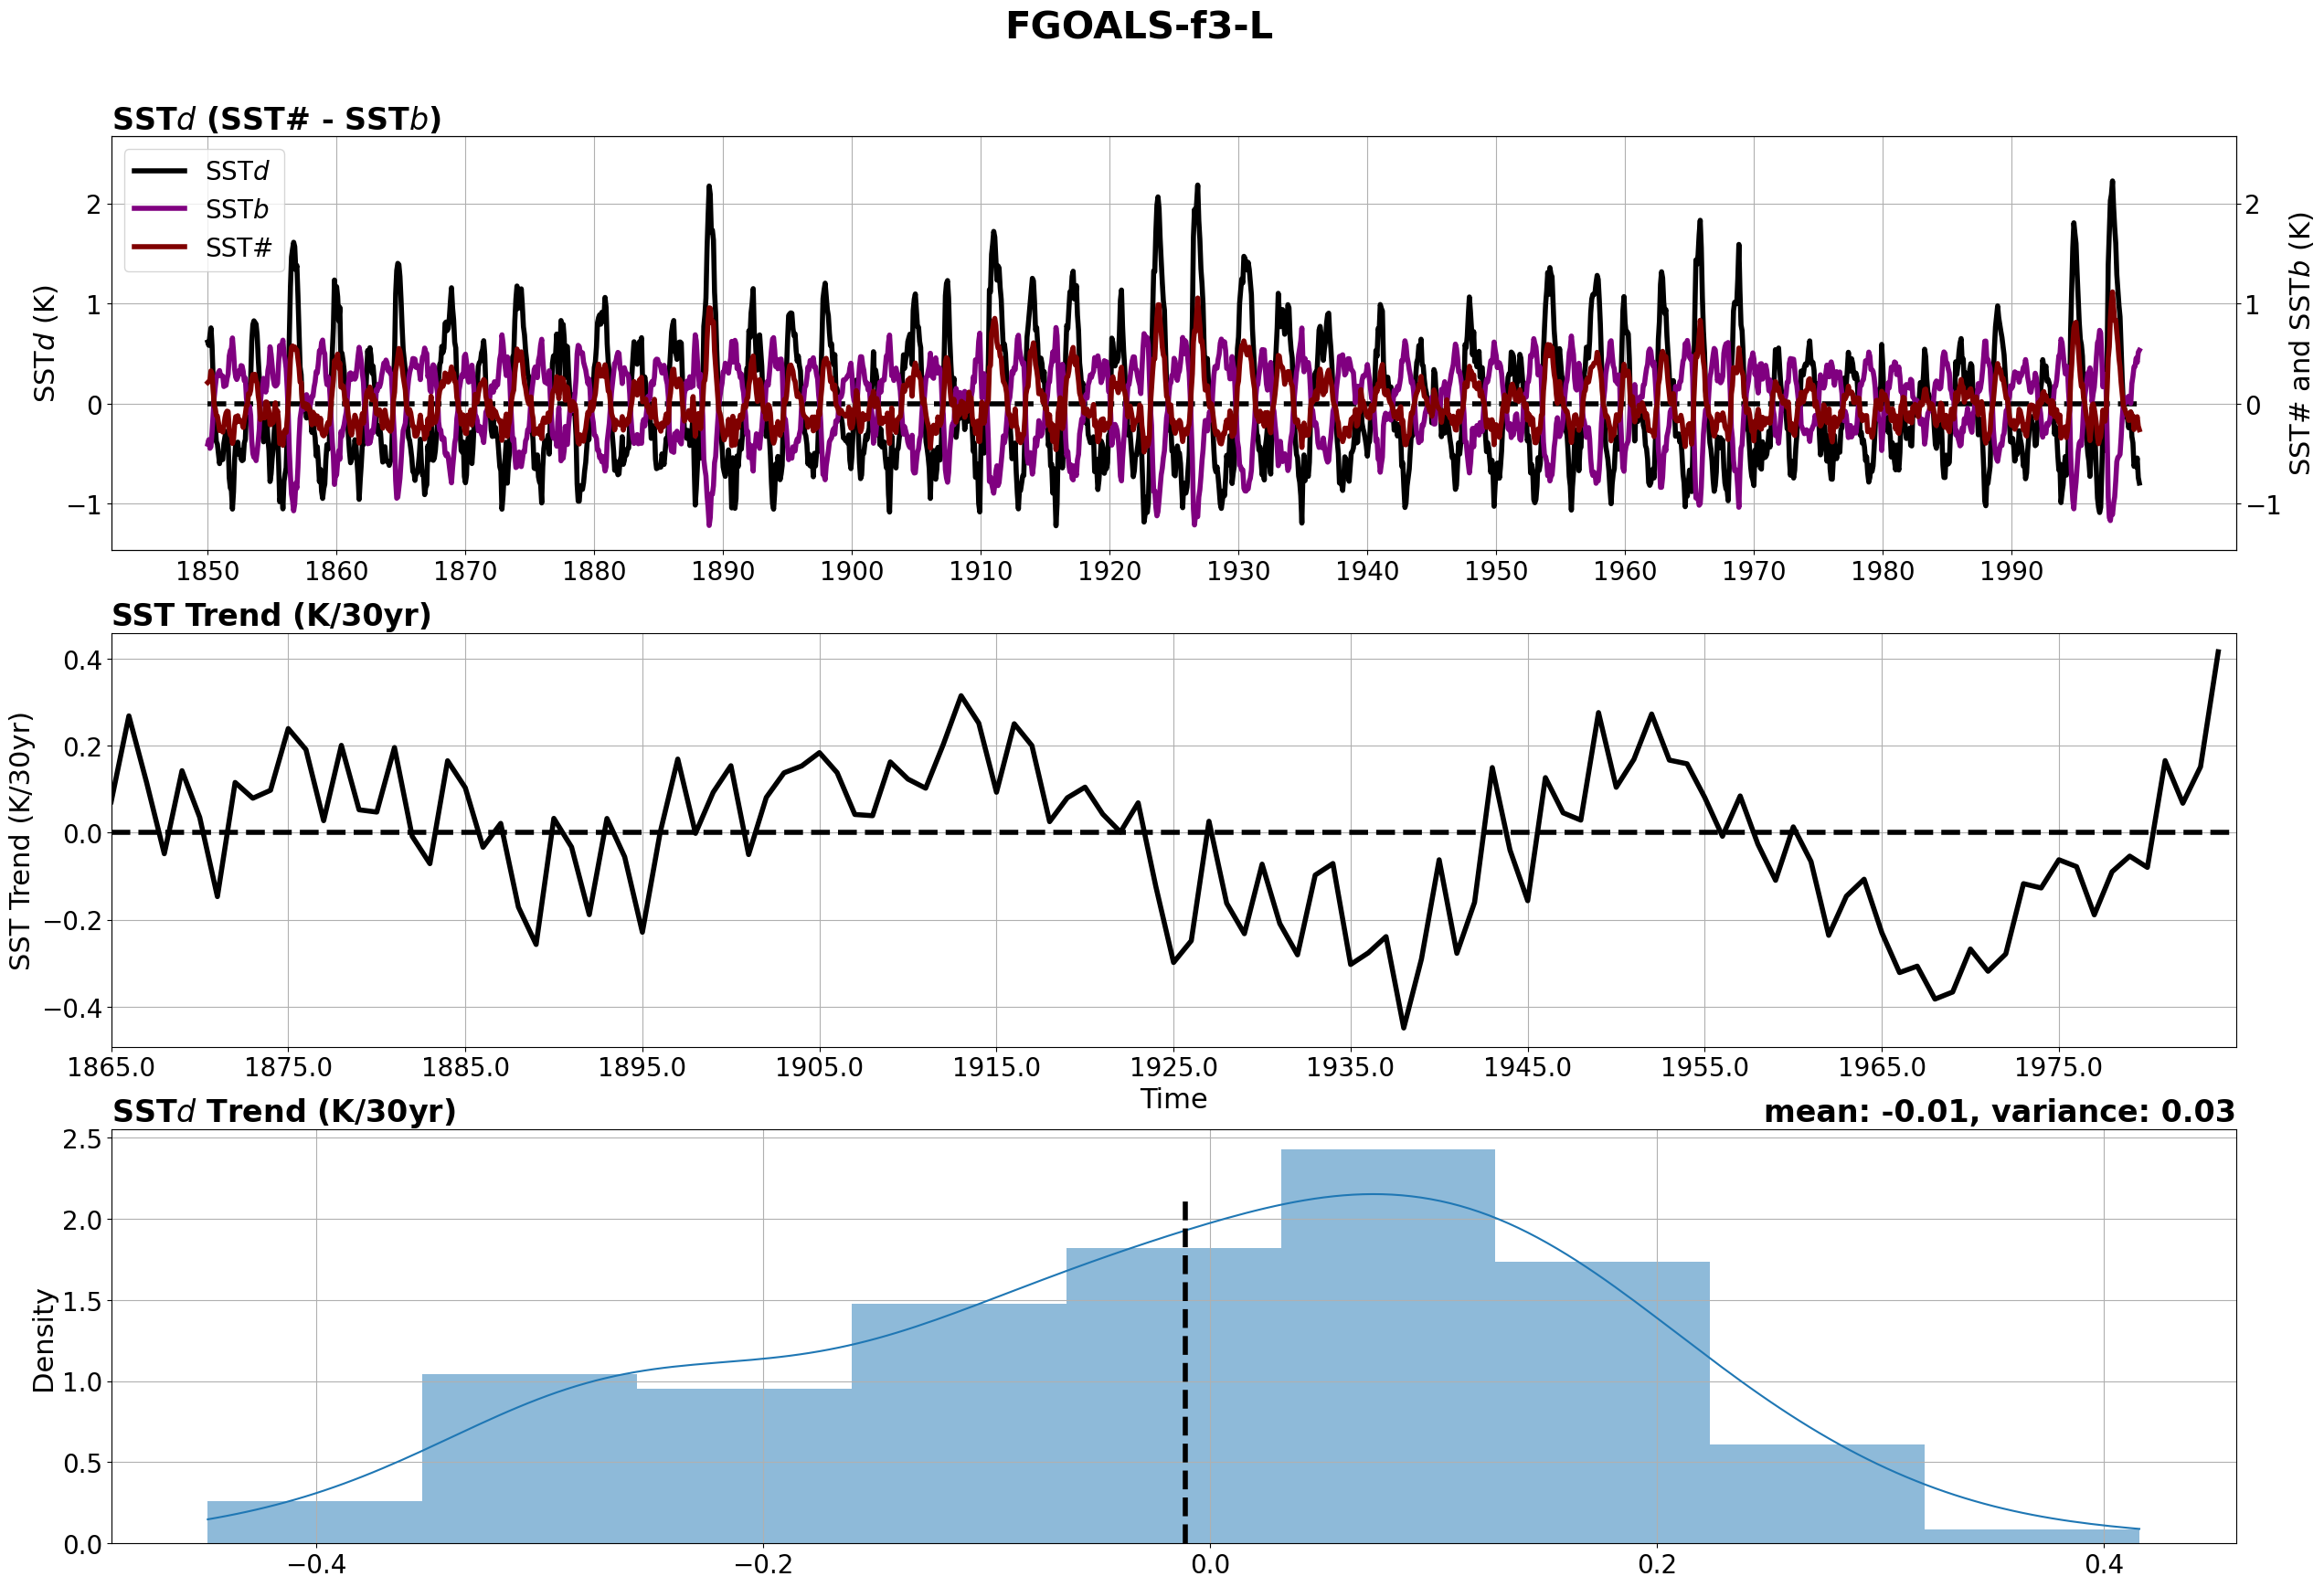 FGOALS-f3-L
SSTd (SST# - SSTb)
SSTd
SSTb
SST#
2
1
0
−1
SSTd (K)
2
1
0
−1
SST# and SSTb (K)
1850 1860 1870 1880 1890 1900 1910 1920 1930 1940 1950 1960 1970 1980 1990
SST Trend (K/30yr)
0.4
0.2
0.0
−0.2
−0.4
SST Trend (K/30yr)
1865.0 1875.0 1885.0 1895.0 1905.0 1915.0 1925.0 1935.0 1945.0 1955.0 1965.0 1975.0
Time
SSTd Trend (K/30yr) mean: -0.01, variance: 0.03
2.5
2.0
1.5
1.0
0.5
0.0
Density
−0.4 −0.2 0.0 0.2 0.4